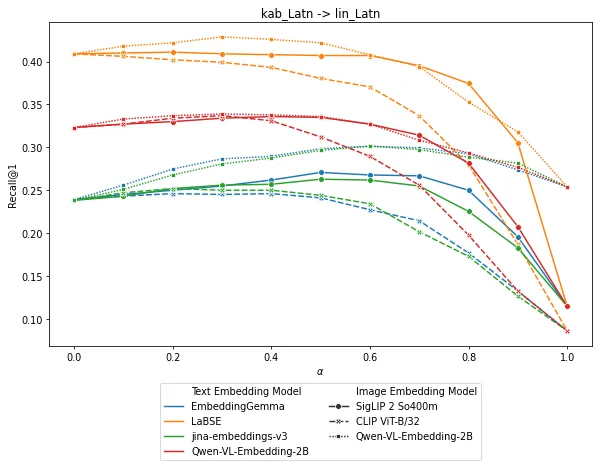 kab_Latn -> lin_Latn
Recall@1
0.40
0.35
0.30
0.25
0.20
0.15
0.10
0.0
0.2
0.4
0.6
0.8
1.0
α
Text Embedding Model
EmbeddingGemma
LaBSE
jina-embeddings-v3
Qwen-VL-Embedding-2B
Image Embedding Model
SigLIP 2 So400m
CLIP ViT-B/32
Qwen-VL-Embedding-2B